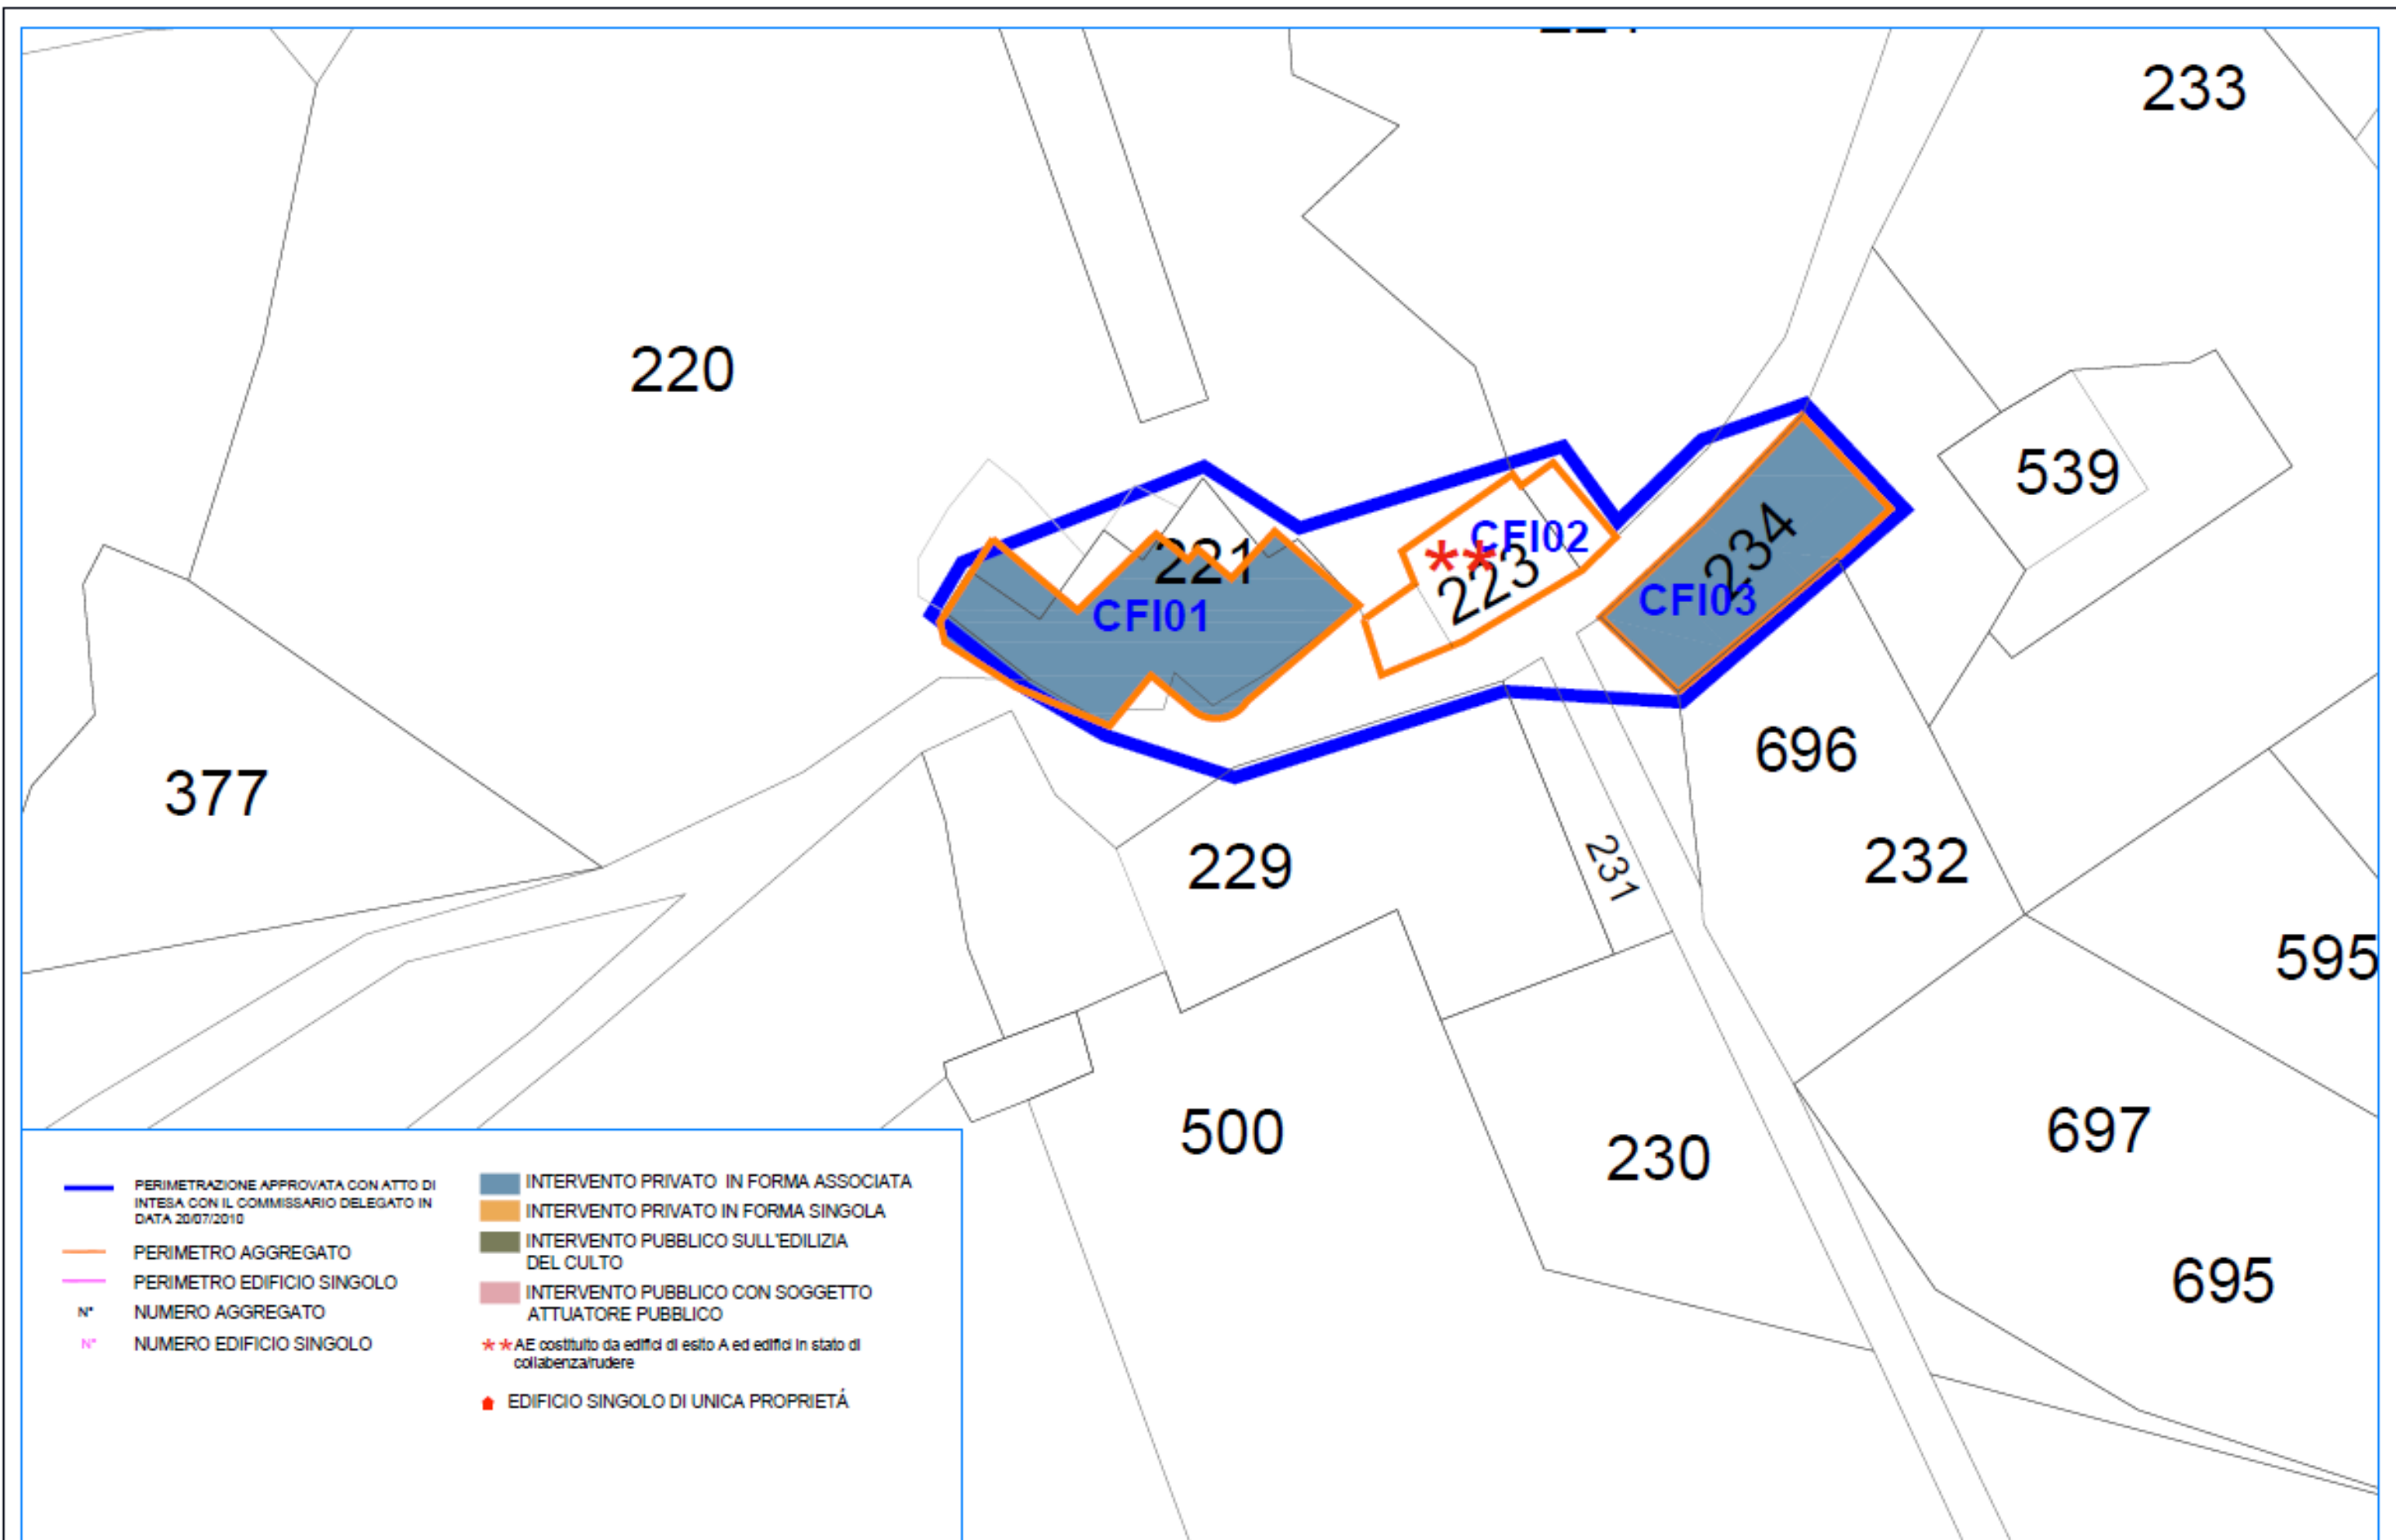 233
220
539
221
CFI02
**
223
234
CFI03
CFI01
696
377
229
231
232
595
500
230
697
695
PERIMETRAZIONE APPROVATA CON ATTO DI
INTESA CON IL COMMISSARIO DELEGATO IN
DATA 20/07/2010
PERIMETRO AGGREGATO
PERIMETRO EDIFICIO SINGOLO
N° NUMERO AGGREGATO
N° NUMERO EDIFICIO SINGOLO
INTERVENTO PRIVATO IN FORMA ASSOCIATA
INTERVENTO PRIVATO IN FORMA SINGOLA
INTERVENTO PUBBLICO SULL'EDILIZIA
DEL CULTO
INTERVENTO PUBBLICO CON SOGGETTO
ATTUATORE PUBBLICO
**AE costituito da edifici di esito A ed edifici in stato di
collabenza/rudere
EDIFICIO SINGOLO DI UNICA PROPRIETÁ